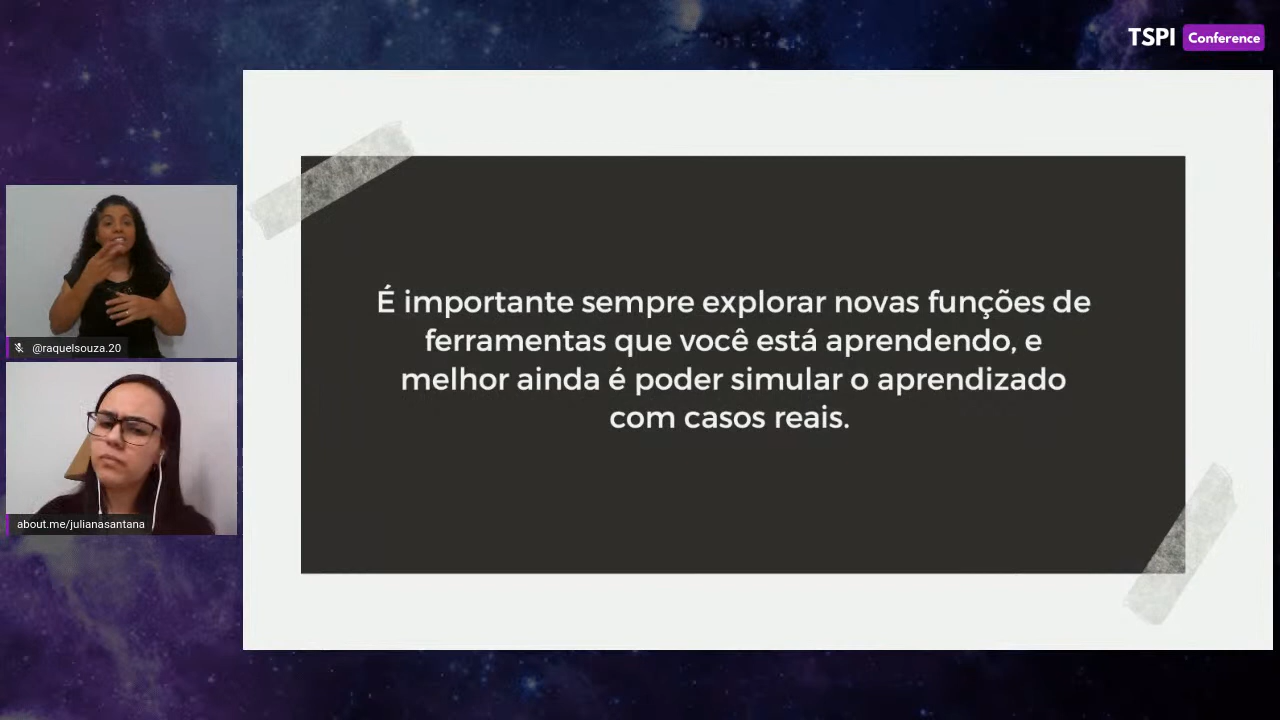 TSPI Conference
@raquelsouza.20
about.me/julianasantana
É importante sempre explorar novas funções de
ferramentas que você está aprendendo, e
melhor ainda é poder simular o aprendizado
com casos reais.